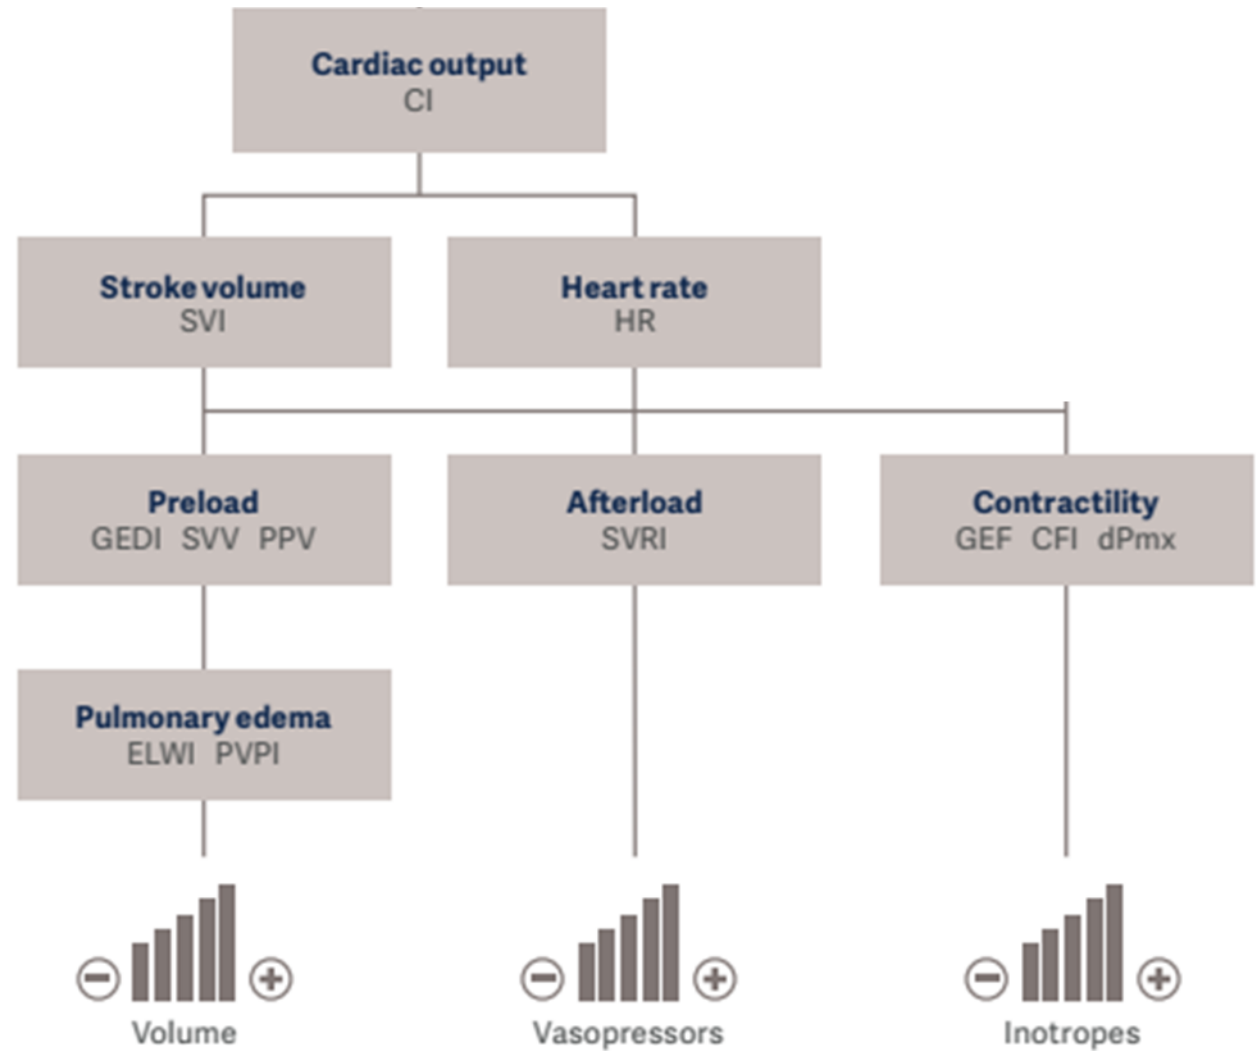 Cardiac output
CI
Stroke volume
SVI
Heart rate
HR
Preload
GEDI SVV PPV
Afterload
SVRI
Contractility
GEF CFI dPmx
Pulmonary edema
ELWI PVPI
Volume
Vasopressors
Inotropes